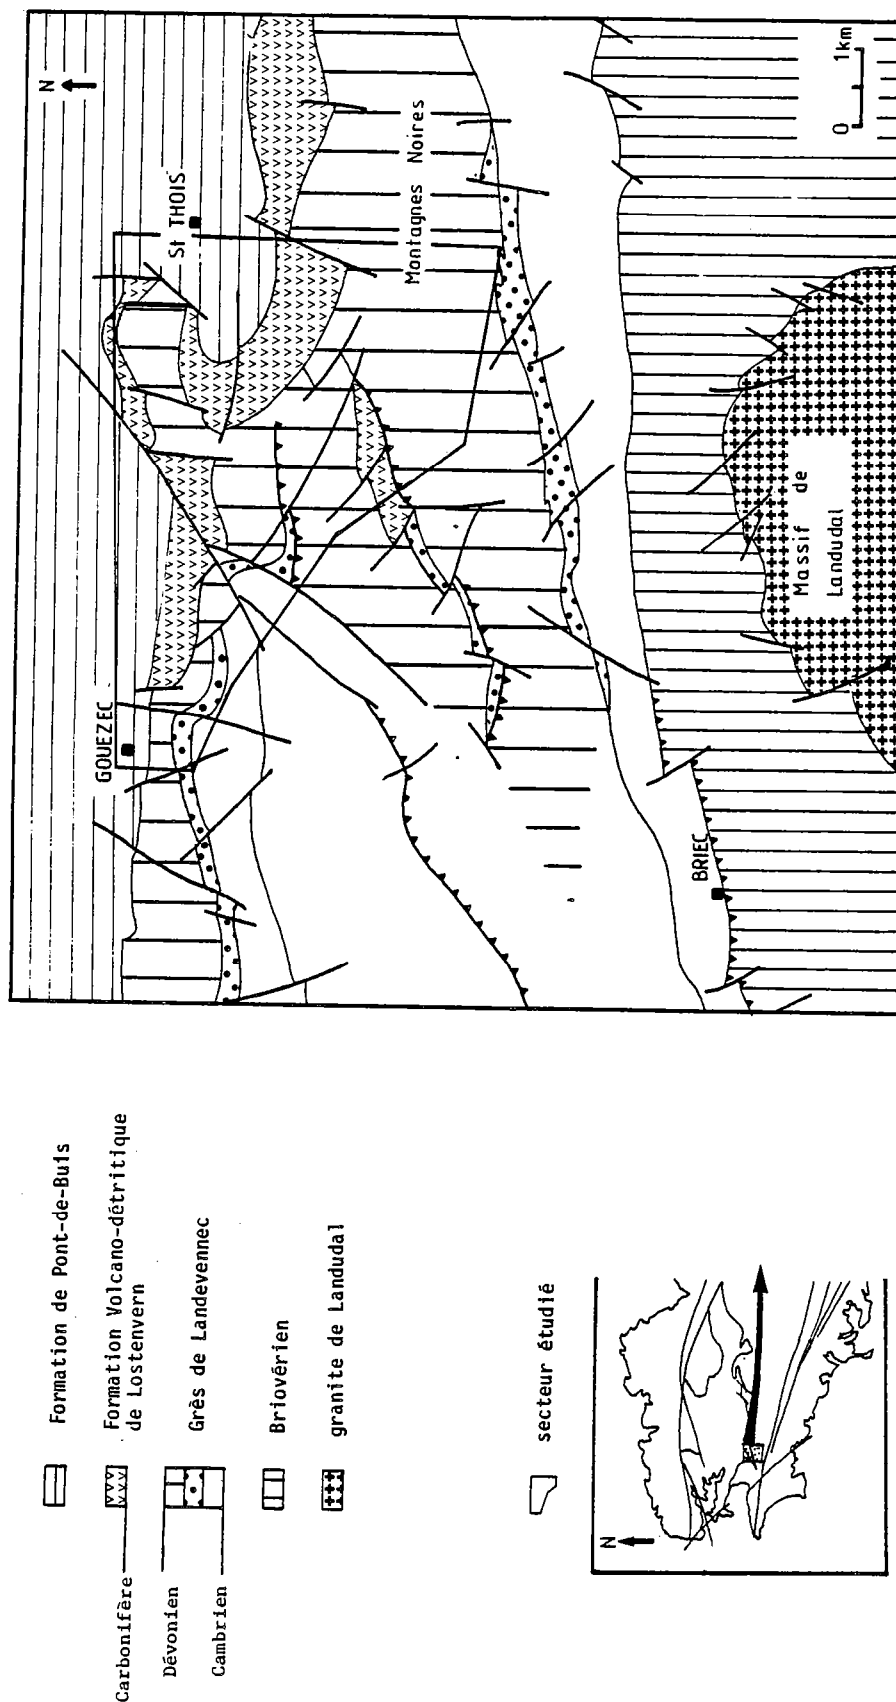 Formation de Pont-de-Buis
Carbonifère
Formation Volcano-détritique
de Lostenvern
Dévonien
Grès de Landevennec
Cambrien
Briovérien
granite de Landudal
secteur étudié
N
N
GOUEZEC
St THOIS
Montagnes Noires
BRIEC
Massif de
Landudal
0 1km